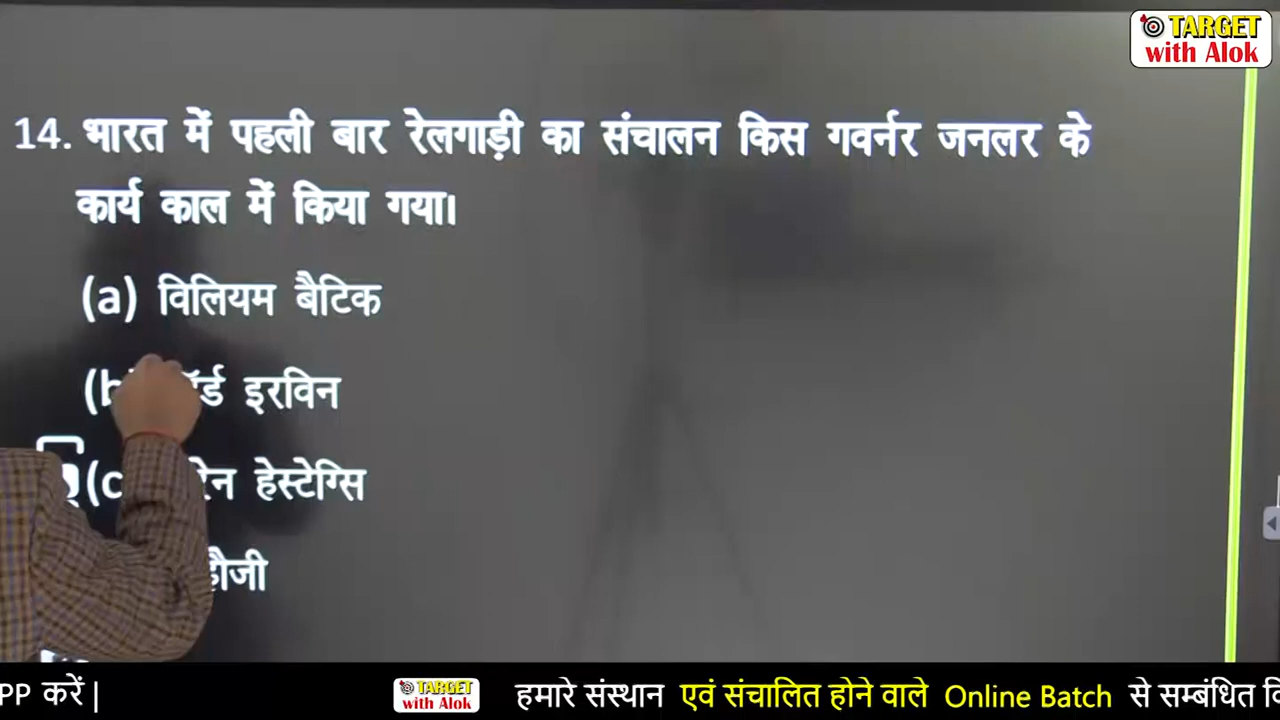 TARGET
with Alok
14. भारत में पहली बार रेलगाड़ी का संचालन किस गवर्नर जनलर के
कार्य काल में किया गया।
(a) विलियम बैटिक
(b) इरविन
(c हेस्टेग्सि
PP करें |
TARGET
with Alok
हमारे संस्थान एवं संचालित होने वाले Online Batch से सम्बंधित